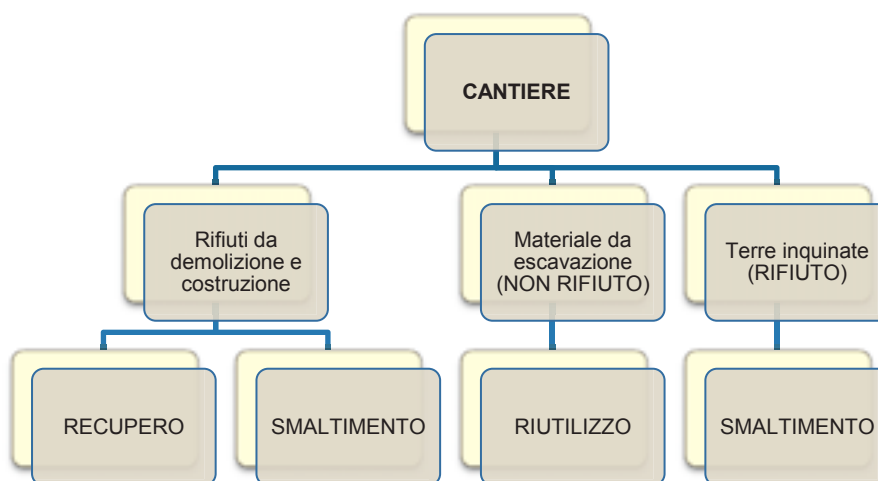 CANTIERE
Rifiuti da
demolizione e
costruzione
Materiale da
escavazione
(NON RIFIUTO)
Terre inquinate
(RIFIUTO)
RECUPERO
SMALTIMENTO
RIUTILIZZO
SMALTIMENTO